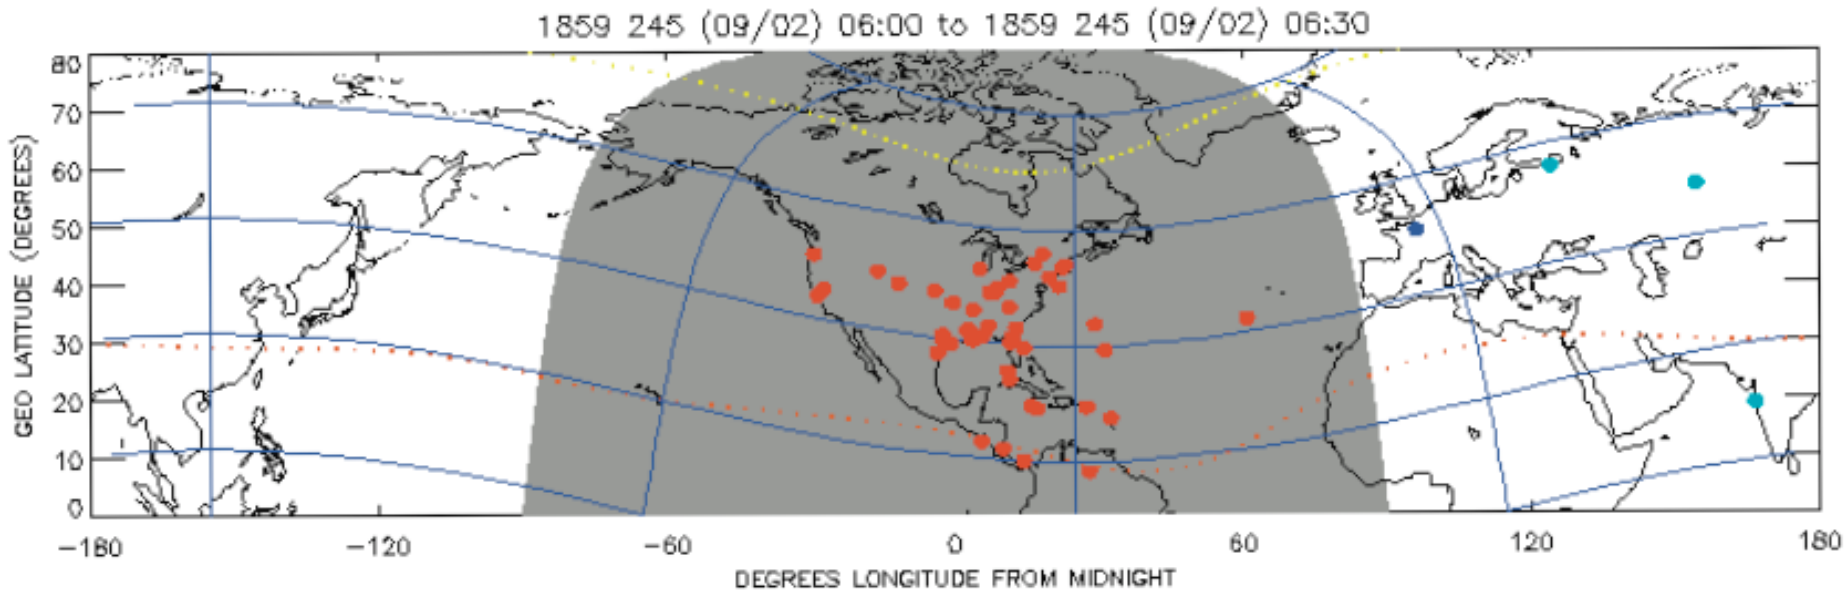 1859 245 (09/02) 06:00 to 1859 245 (09/02) 06:30
80
70
60
50
40
30
20
10
0
GEO LATITUDE (DEGREES)
-180 -120 -60 0 60 120 180
DEGREES LONGITUDE FROM MIDNIGHT